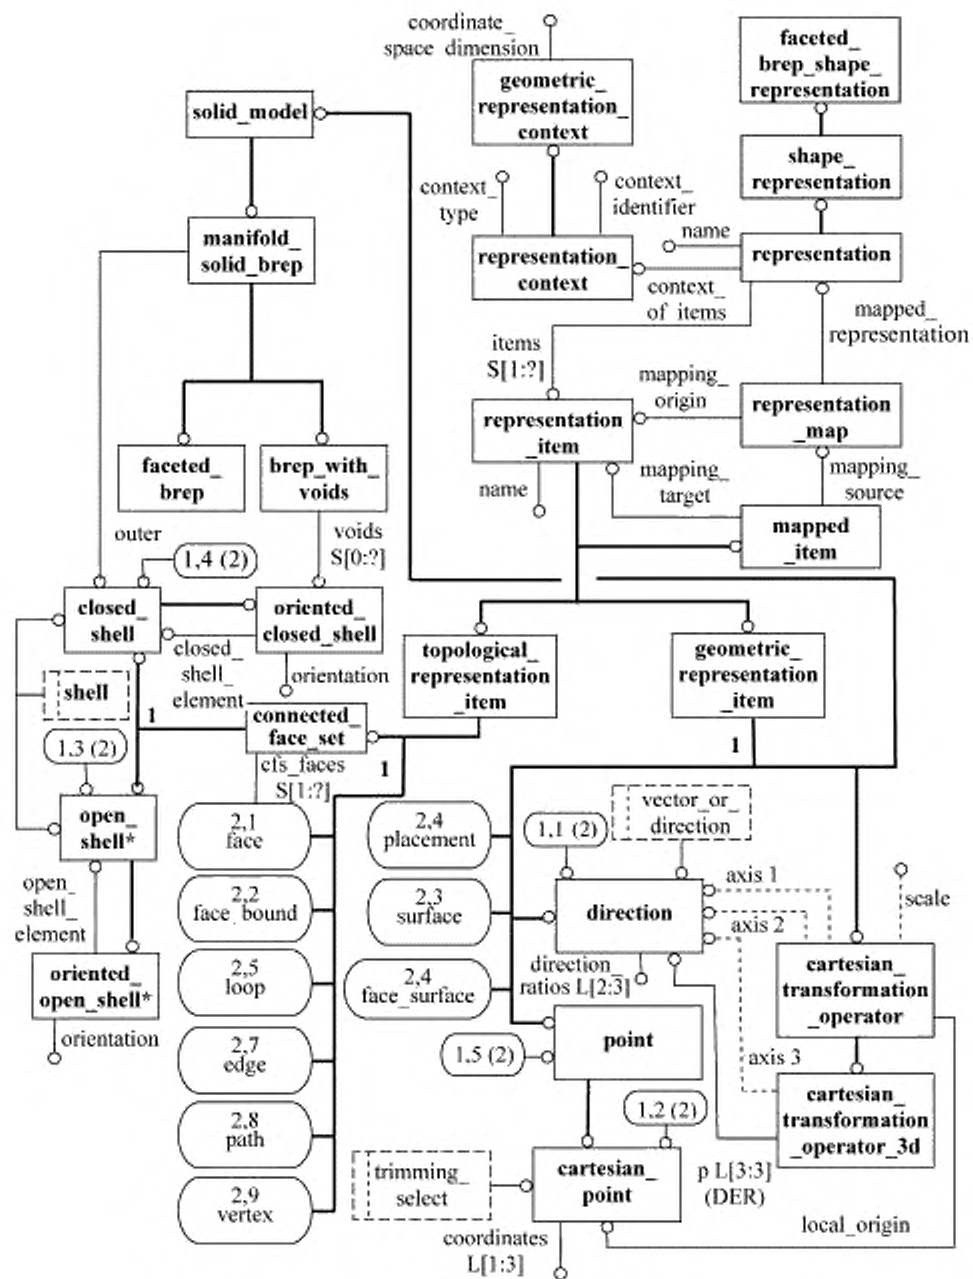 coordinate_
space_dimension
faceted_
brep_shape_
representation
geometric_
representation_
context
solid_model
shape_
representation
context_
type
context_
identifier
name
manifold_
solid_brep
representation_
context
representation
context_
of_items
mapped_
representation
items
S[1:?]
mapping_
origin
representation
_item
representation
_map
faceted_
brep
brep_with_
voids
name
mapping_
target
mapping_
source
outer
1,4 (2)
voids
S[0:?]
mapped
_item
closed_
shell
oriented_
closed_shell
closed_
shell_
element
orientation
topological_
representation
_item
geometric_
representation
_item
shell
1
connected_
face_set
1,3 (2)
cfs_faces
S[1:?]
1
1
open_
shell*
2,1
face
2,4
placement
1,1 (2)
vector_or_
direction
axis 1
scale
open_
shell_
element
2,2
face_bound
2,3
surface
direction
axis 2
oriented_
open_shell*
2,5
loop
2,4
face_surface
direction_
ratios L[2:3]
cartesian_
transformation
_operator
orientation
2,7
edge
1,5 (2)
point
axis 3
2,8
path
1,2 (2)
cartesian_
transformation
_operator_3d
2,9
vertex
trimming_
select
cartesian_
point
p L[3:3]
(DER)
coordinates
L[1:3]
local_origin